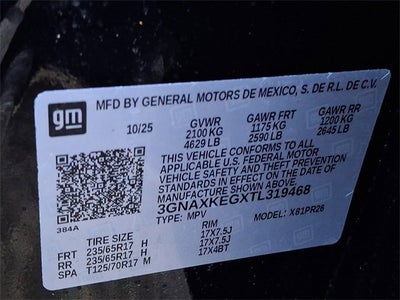 gm
MFD BY GENERAL MOTORS DE MEXICO, S. DE R.L. DE C.V.
10/25 GVWR GAWR FRT GAWR RR
2100 KG 1175 KG 1200 KG
4629 LB 2590 LB 2645 LB
THIS VEHICLE CONFORMS TO ALL
APPLICABLE U.S. FEDERAL MOTOR
VEHICLE SAFETY AND THEFT PREVENTION
STANDARDS IN EFFECT ON THE DATE
OF MANUFACTURE SHOWN ABOVE.
3GNAXKEGXTL319468
384A TYPE: MPV MODEL: X81PR26
TIRE SIZE RIM
FRT 235/65R17 H 17X7.5J
RR 235/65R17 H 17X7.5J
SP T125/70R17 M 17X4BT